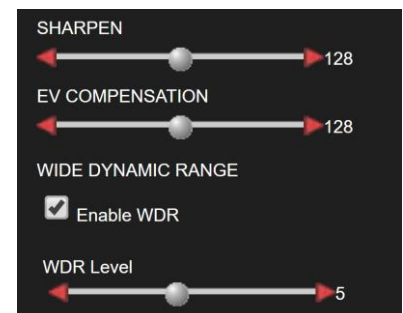 SHARPEN
128
EV COMPENSATION
128
WIDE DYNAMIC RANGE
Enable WDR
WDR Level
5